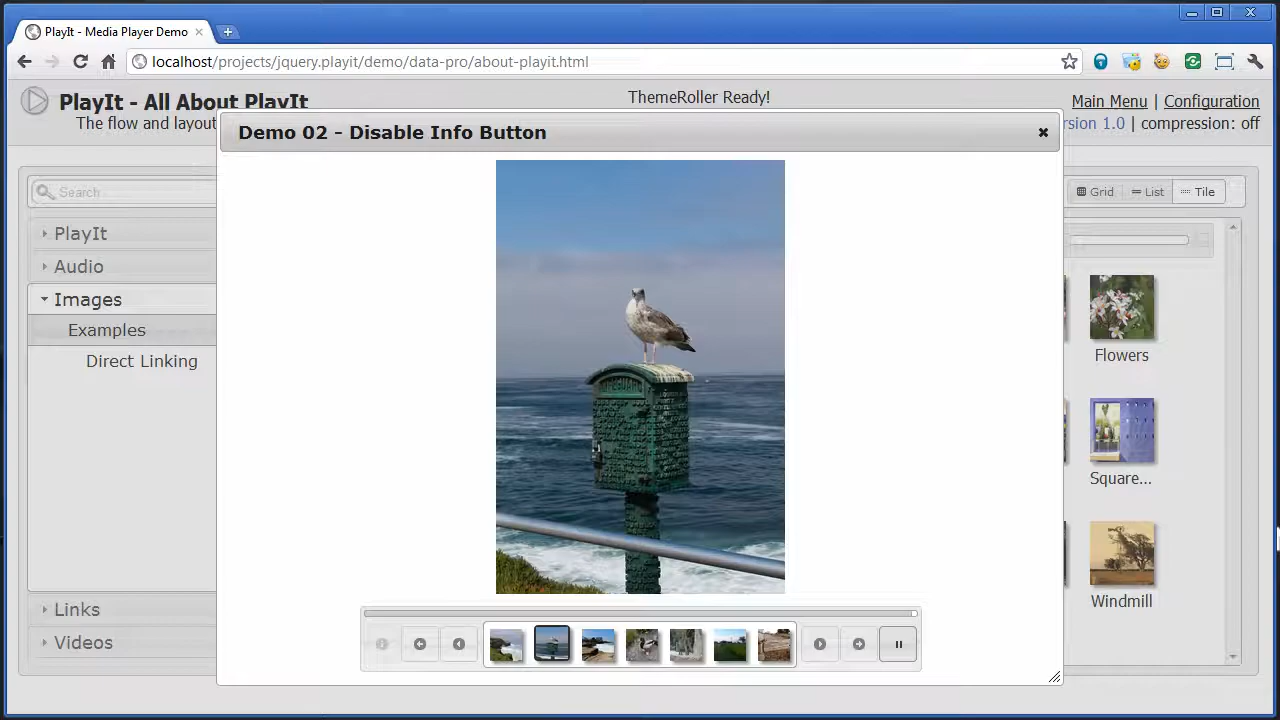 PlayIt - Media Player Demo
localhost/projects/jquery.playit/demo/data-pro/about-playit.html
PlayIt - All About PlayIt
ThemeRoller Ready!
Main Menu | Configuration
The flow and layout
rsion 1.0 | compression: off
Demo 02 - Disable Info Button
Search...
Grid
List
Tile
PlayIt
Audio
Images
Examples
Direct Linking
Flowers
Square...
Windmill
Links
Videos